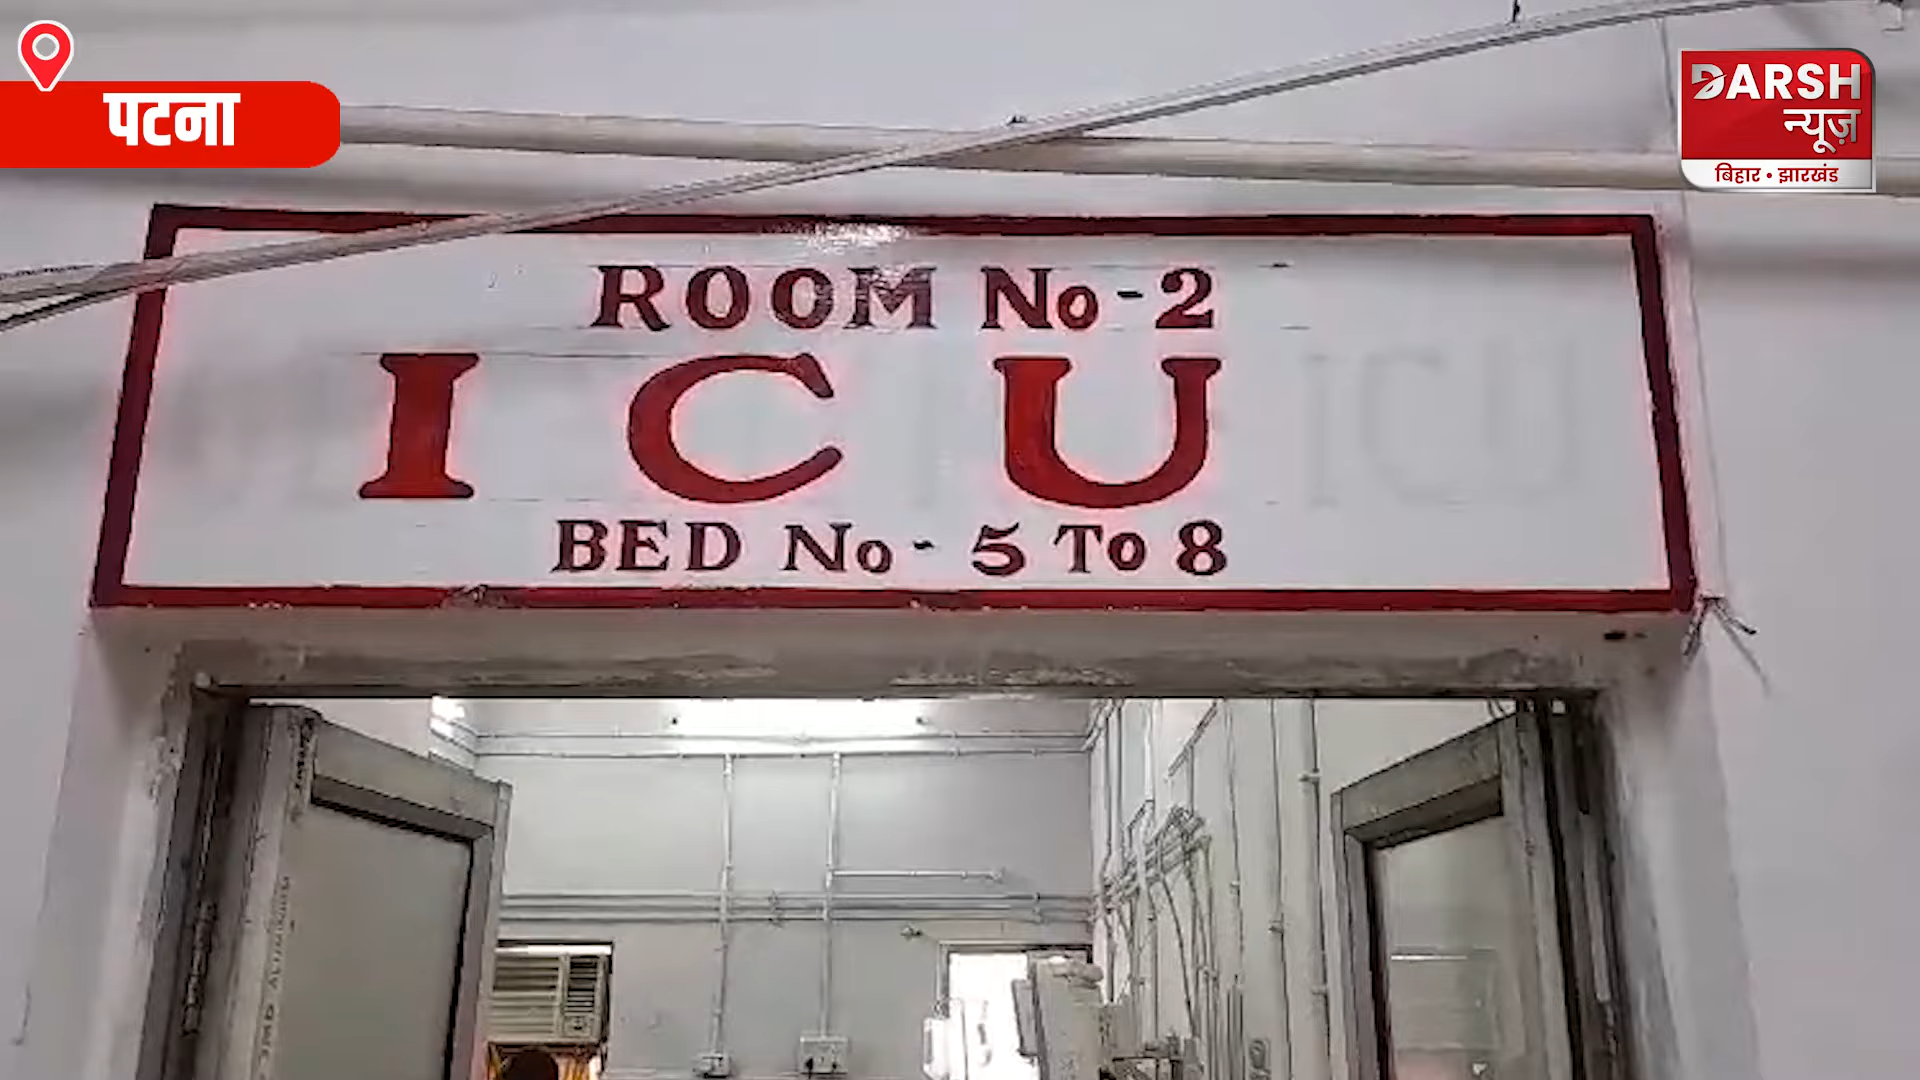 पटना
DARSH
न्यूज़
बिहार • झारखंड
ROOM No - 2
I C U
BED No - 5 To 8
ICU